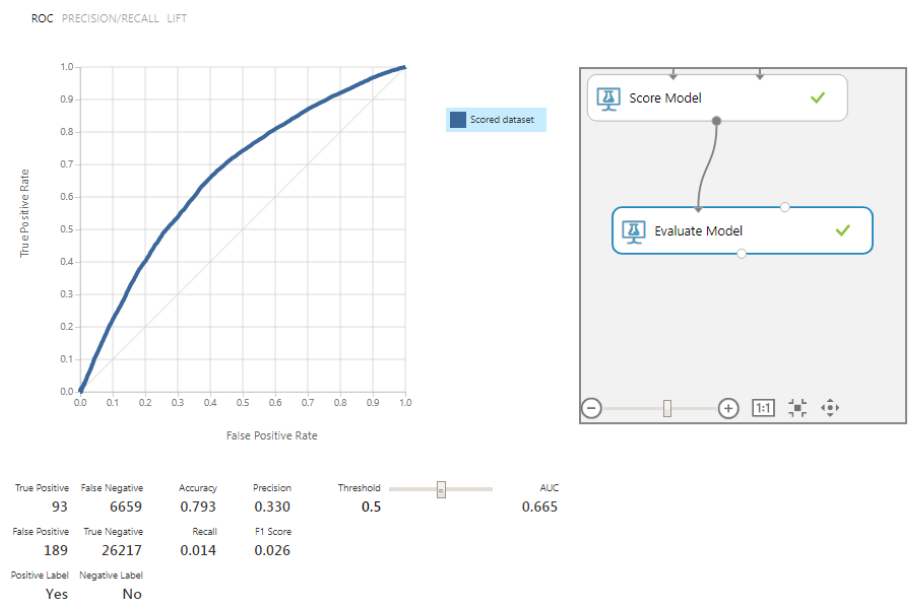 ROC PRECISION/RECALL LIFT
1.0
0.9
0.8
0.7
0.6
0.5
0.4
0.3
0.2
0.1
0.0
True Positive Rate
0.0 0.1 0.2 0.3 0.4 0.5 0.6 0.7 0.8 0.9 1.0
False Positive Rate
Scored dataset
Score Model
Evaluate Model
1:1
True Positive False Negative Accuracy Precision Threshold AUC
93 6659 0.793 0.330 0.5 0.665
False Positive True Negative Recall F1 Score
189 26217 0.014 0.026
Positive Label Negative Label
Yes No